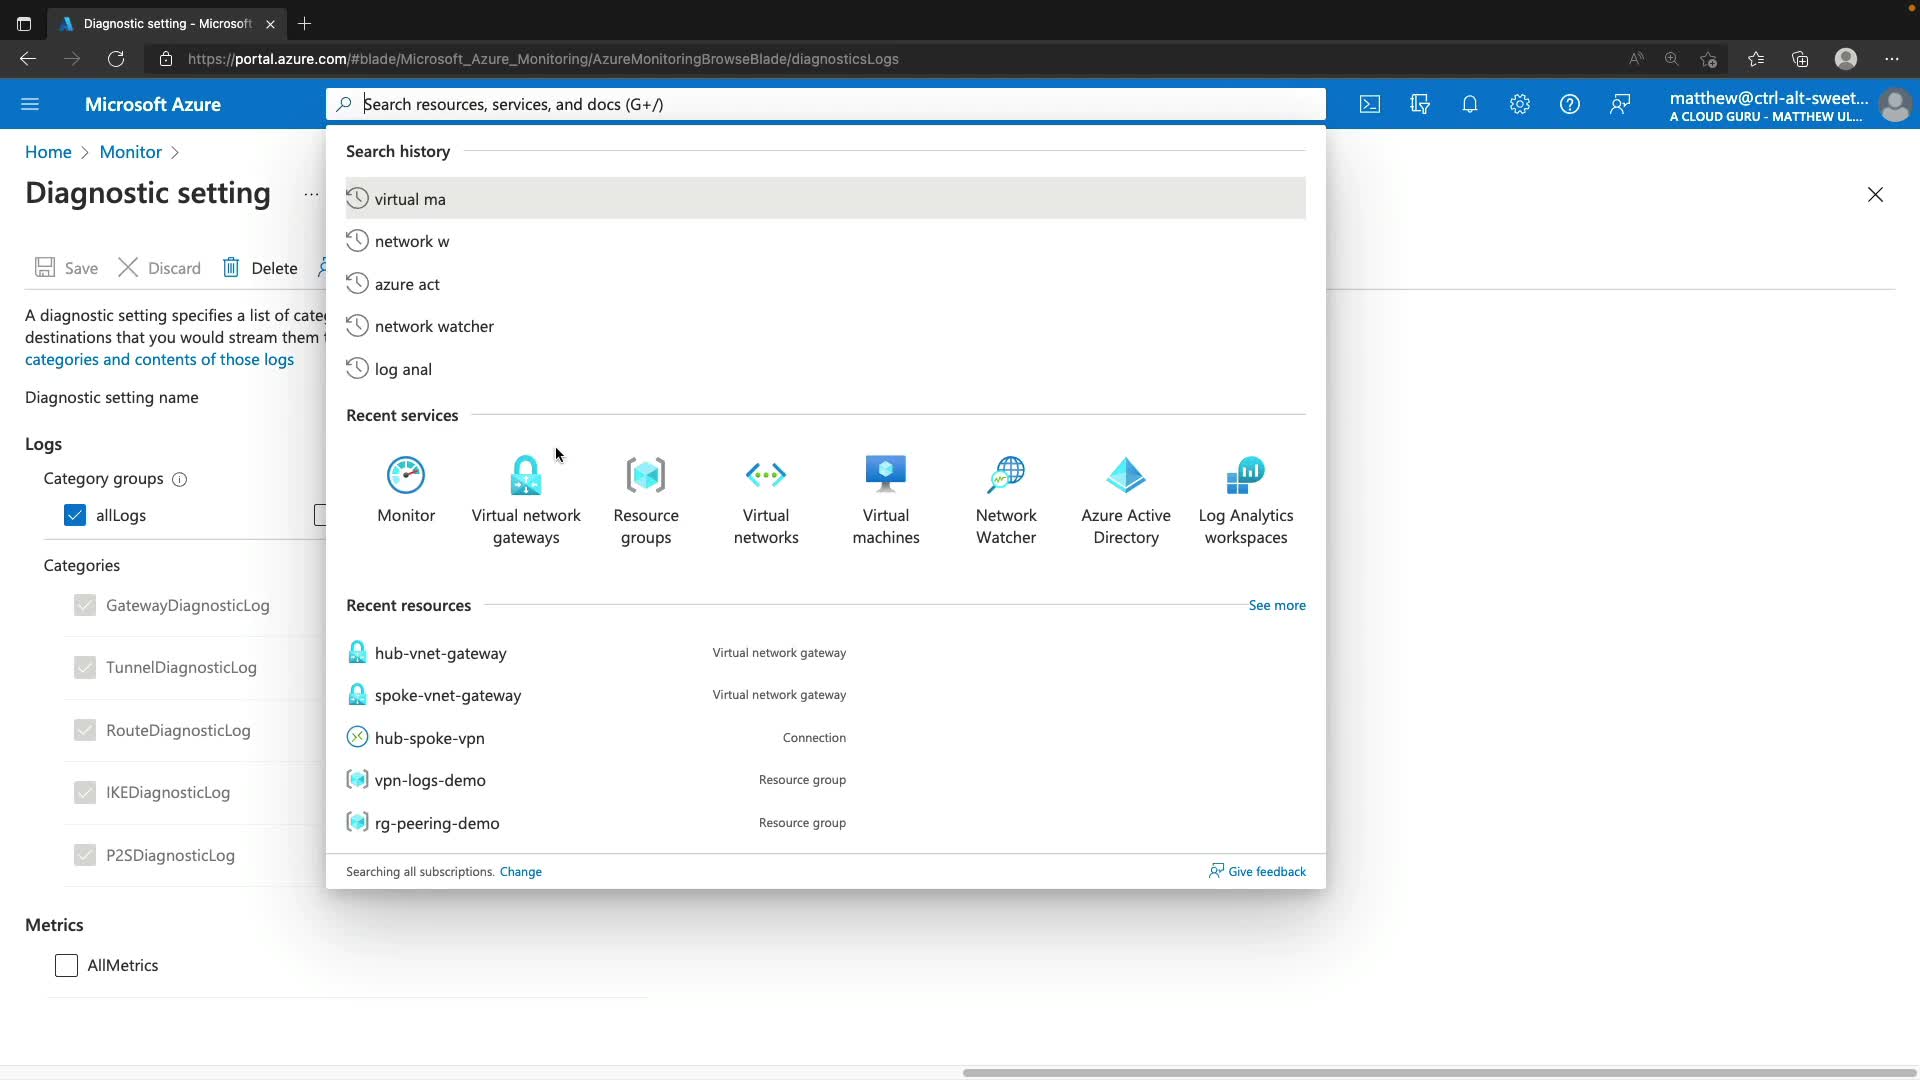 Diagnostic setting - Microsoft
https://portal.azure.com/#blade/Microsoft_Azure_Monitoring/AzureMonitoringBrowseBlade/diagnosticsLogs
Microsoft Azure
Search resources, services, and docs (G+/)
matthew@ctrl-alt-sweet...
A CLOUD GURU - MATTHEW UL...
Home > Monitor >
Diagnostic setting ...
Save Discard Delete
A diagnostic setting specifies a list of
destinations that you would stream them
categories and contents of those logs
Diagnostic setting name
Logs
Category groups
allLogs
Categories
GatewayDiagnosticLog
TunnelDiagnosticLog
RouteDiagnosticLog
IKEDiagnosticLog
P2SDiagnosticLog
Metrics
AllMetrics
Search history
virtual ma
network w
azure act
network watcher
log anal
Recent services
Monitor
Virtual network
gateways
Resource
groups
Virtual
networks
Virtual
machines
Network
Watcher
Azure Active
Directory
Log Analytics
workspaces
Recent resources See more
hub-vnet-gateway Virtual network gateway
spoke-vnet-gateway Virtual network gateway
hub-spoke-vpn Connection
vpn-logs-demo Resource group
rg-peering-demo Resource group
Searching all subscriptions. Change
Give feedback